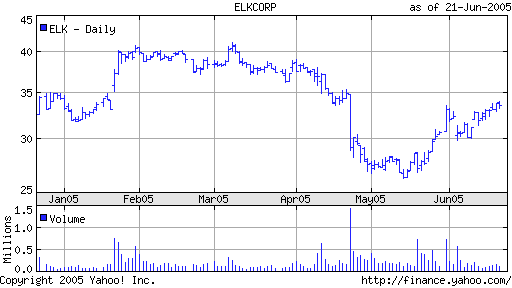 ELKCORP as of 21-Jun-2005
45
ELK - Daily
40
35
30
25
Jan05 Feb05 Mar05 Apr05 May05 Jun05
1.5
Volume
1.0
0.5
0.0
Millions
Copyright 2005 Yahoo! Inc. http://finance.yahoo.com/